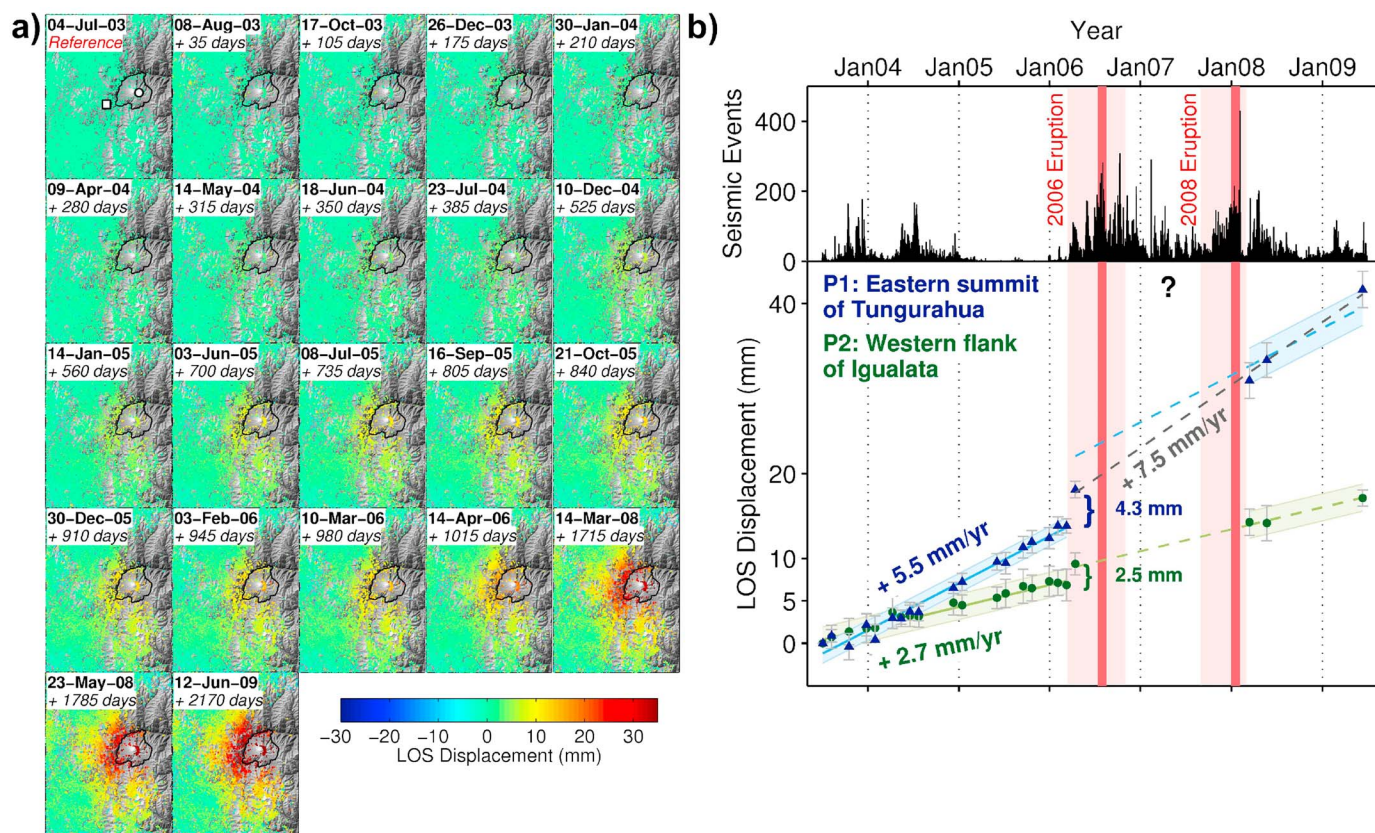 a)
04-Jul-03
Reference
08-Aug-03
+ 35 days
17-Oct-03
+ 105 days
26-Dec-03
+ 175 days
30-Jan-04
+ 210 days
09-Apr-04
+ 280 days
14-May-04
+ 315 days
18-Jun-04
+ 350 days
23-Jul-04
+ 385 days
10-Dec-04
+ 525 days
14-Jan-05
+ 560 days
03-Jun-05
+ 700 days
08-Jul-05
+ 735 days
16-Sep-05
+ 805 days
21-Oct-05
+ 840 days
30-Dec-05
+ 910 days
03-Feb-06
+ 945 days
10-Mar-06
+ 980 days
14-Apr-06
+ 1015 days
14-Mar-08
+ 1715 days
23-May-08
+ 1785 days
12-Jun-09
+ 2170 days
-30 -20 -10 0 10 20 30
LOS Displacement (mm)
b)
Year
Jan04 Jan05 Jan06 Jan07 Jan08 Jan09
Seismic Events
400
200
0
2006 Eruption
2008 Eruption
P1: Eastern summit
of Tungurahua
P2: Western flank
of Igualata
?
LOS Displacement (mm)
40
20
10
5
0
+ 5.5 mm/yr
+ 2.7 mm/yr
+ 7.5 mm/yr
} 4.3 mm
} 2.5 mm